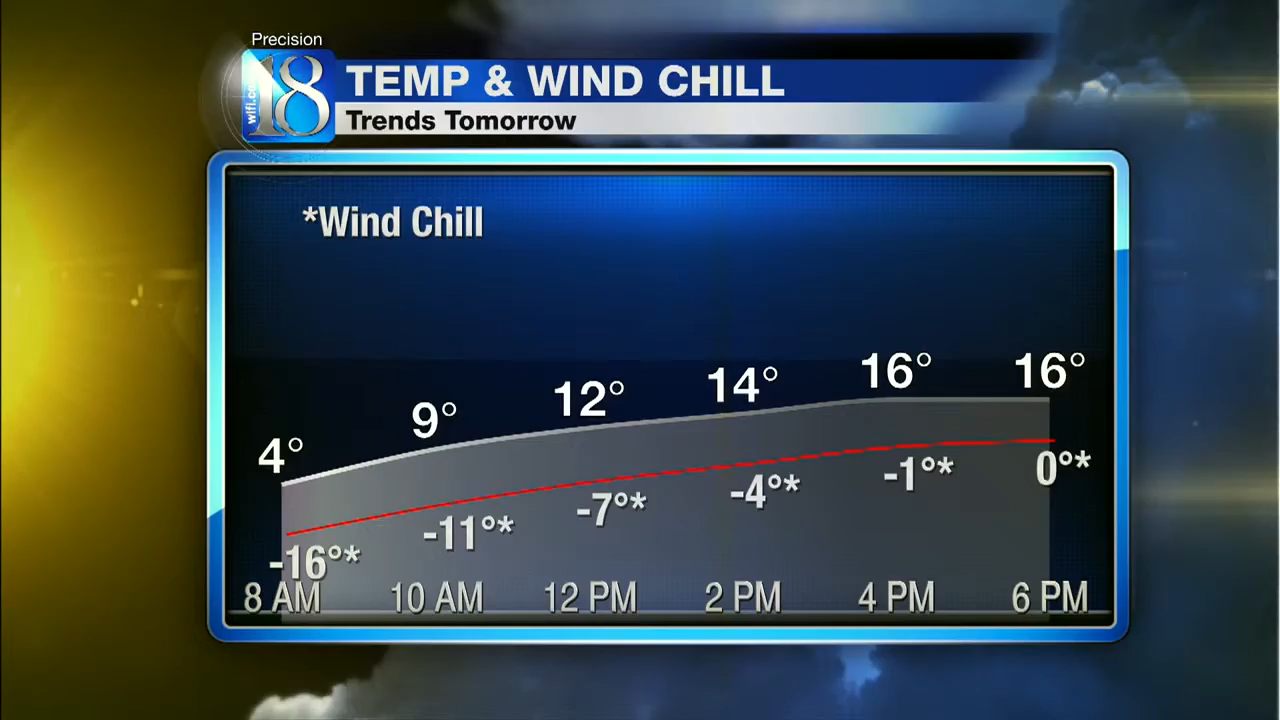 Precision
wlfi.com
18
TEMP & WIND CHILL
Trends Tomorrow
*Wind Chill
4° 9° 12° 14° 16° 16°
-16°* -11°* -7°* -4°* -1°* 0°*
8 AM 10 AM 12 PM 2 PM 4 PM 6 PM